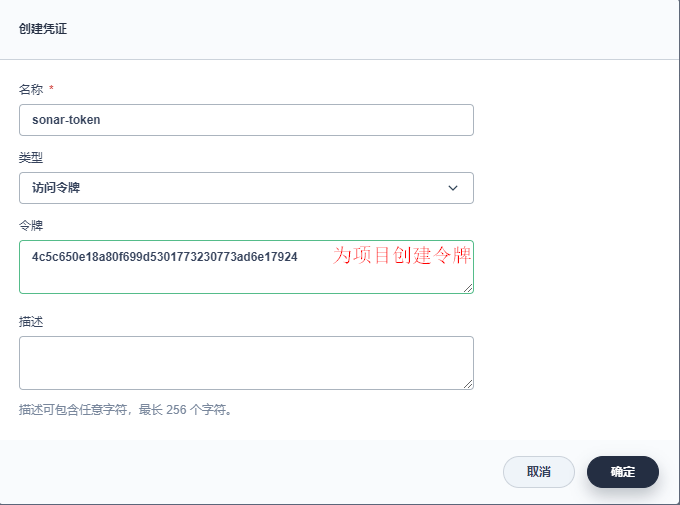 创建凭证
名称 *
sonar-token
类型
访问令牌
令牌
4c5c650e18a80f699d5301773230773ad6e17924 为项目创建令牌
描述
描述可包含任意字符，最长 256 个字符。
取消 确定